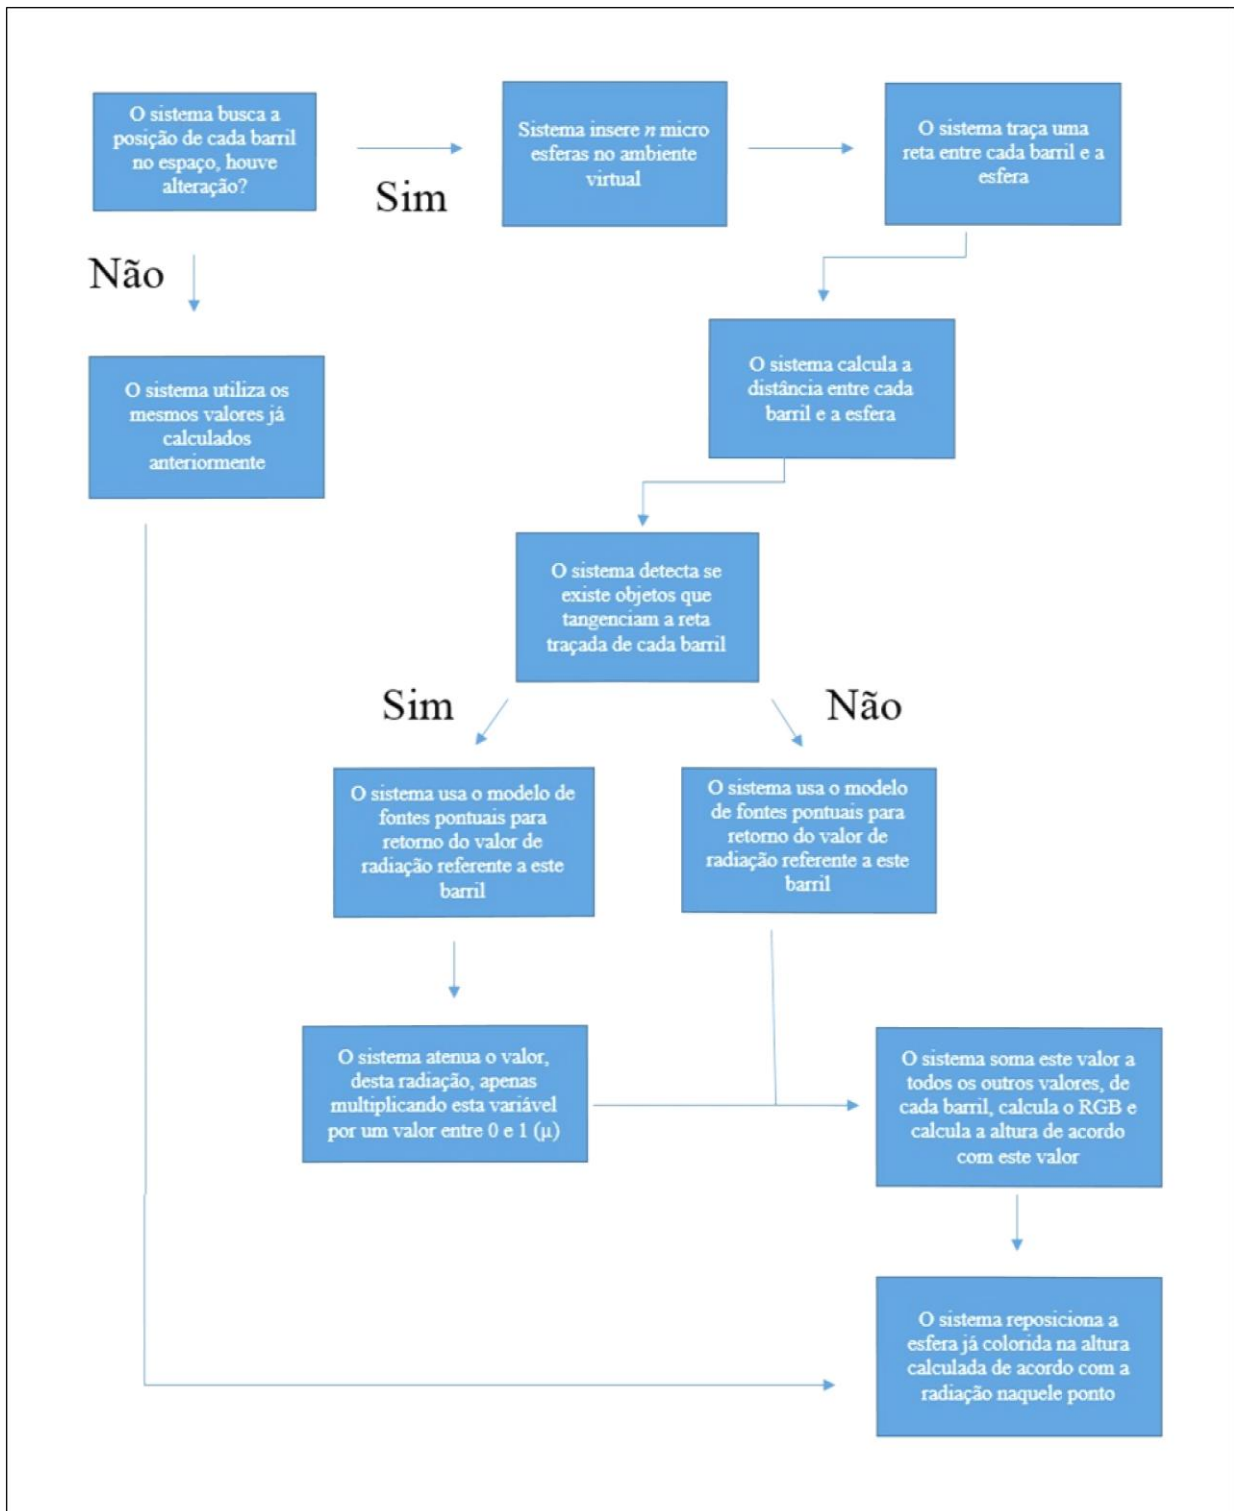 O sistema busca a
posição de cada barril
no espaço, houve
alteração?
Sim
Sistema insere n micro
esferas no ambiente
virtual
O sistema traça uma
reta entre cada barril e a
esfera
Não
O sistema utiliza os
mesmos valores já
calculados
anteriormente
O sistema calcula a
distância entre cada
barril e a esfera
O sistema detecta se
existe objetos que
tangenciam a reta
traçada de cada barril
Sim
Não
O sistema usa o modelo de
fontes pontuais para
retorno do valor de
radiação referente a este
barril
O sistema usa o modelo
de fontes pontuais para
retorno do valor de
radiação referente a este
barril
O sistema atenua o valor,
desta radiação, apenas
multiplicando esta variável
por um valor entre 0 e 1 (μ)
O sistema soma este valor a
todos os outros valores, de
cada barril, calcula o RGB e
calcula a altura de acordo
com este valor
O sistema reposiciona a
esfera já colorida na altura
calculada de acordo com a
radiação naquele ponto